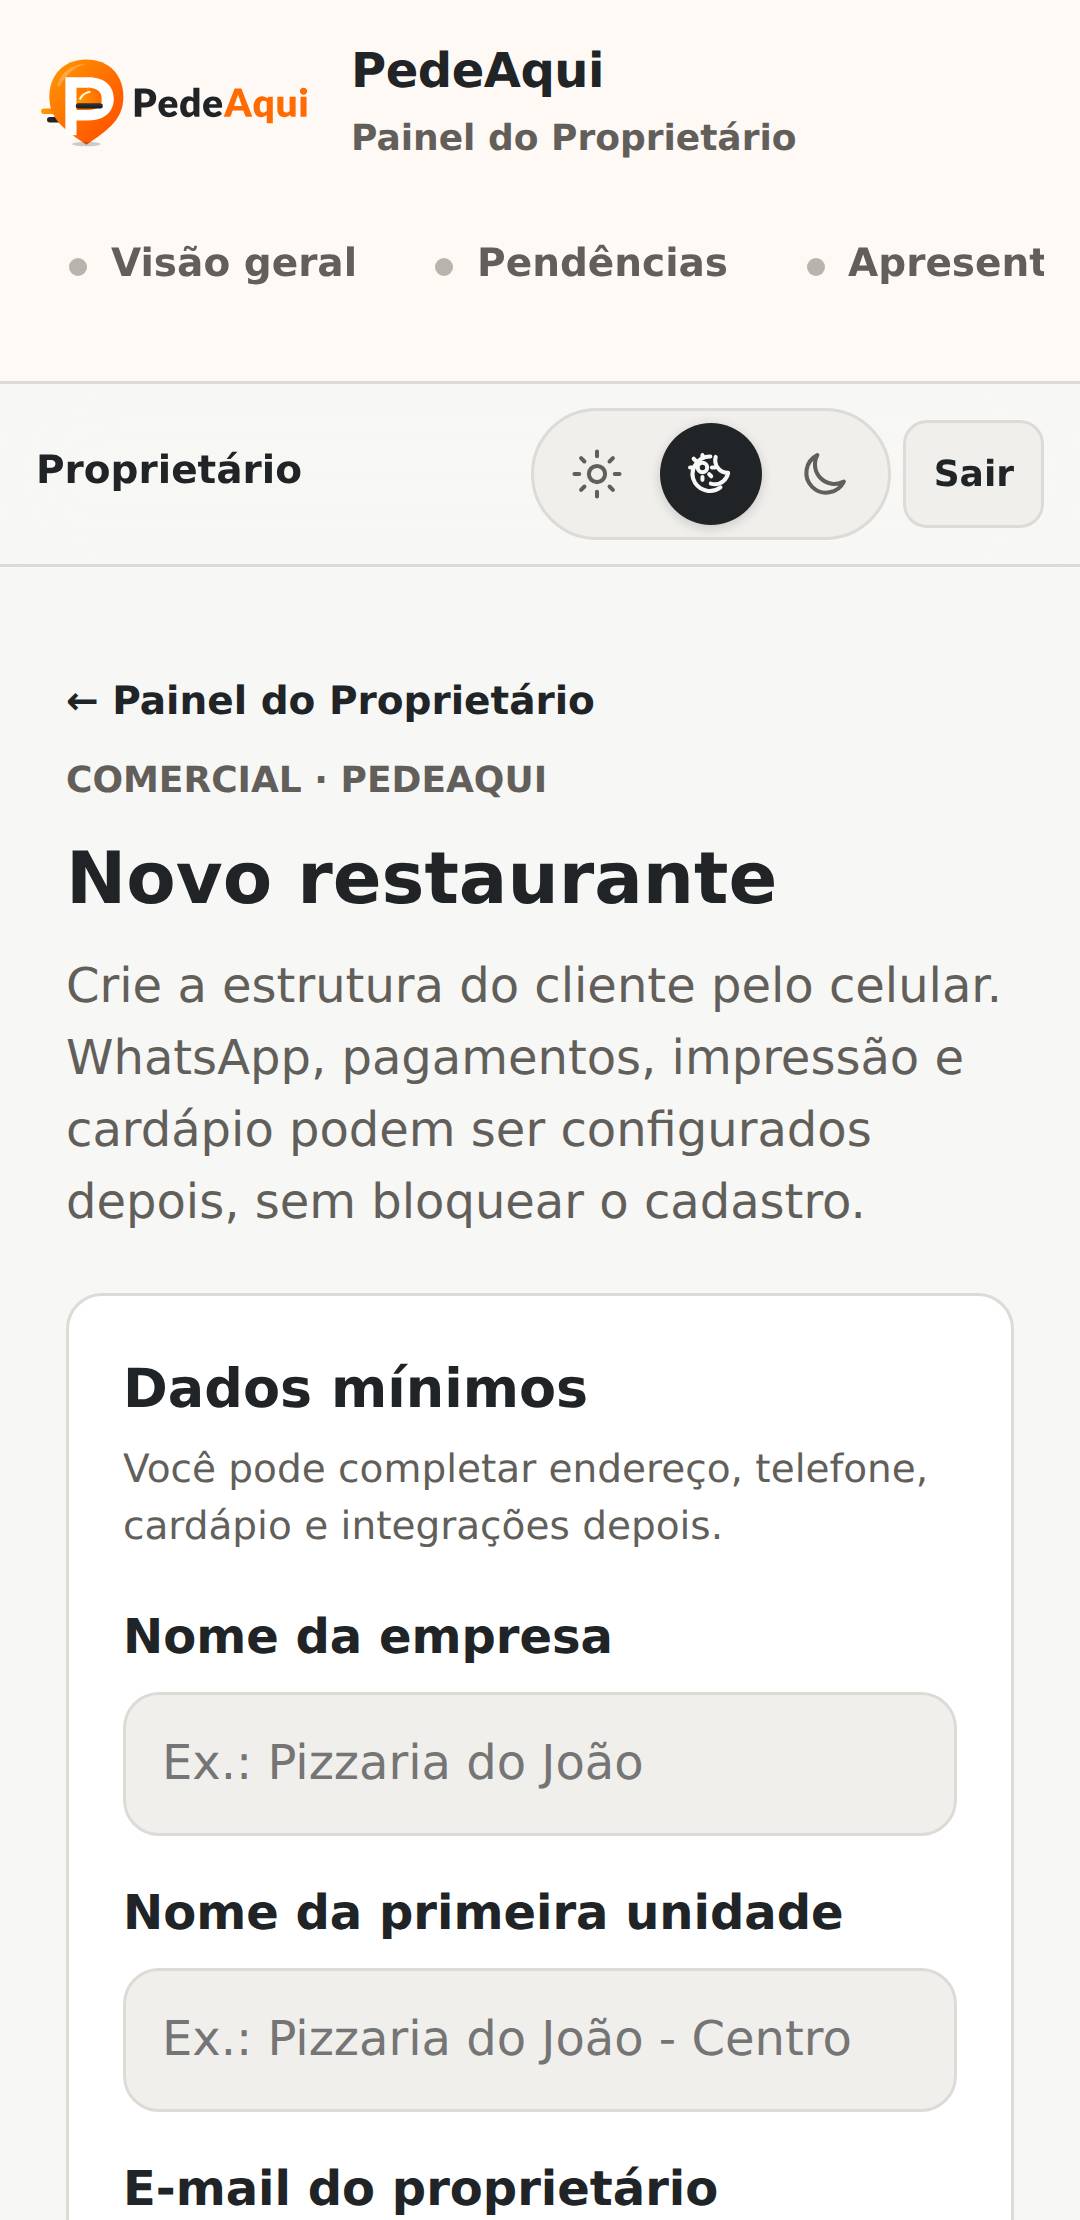 PedeAqui
PedeAqui
Painel do Proprietário
Visão geral
Pendências
Apresent
Proprietário
Sair
← Painel do Proprietário
COMERCIAL · PEDEAQUI
Novo restaurante
Crie a estrutura do cliente pelo celular.
WhatsApp, pagamentos, impressão e
cardápio podem ser configurados
depois, sem bloquear o cadastro.
Dados mínimos
Você pode completar endereço, telefone,
cardápio e integrações depois.
Nome da empresa
Ex.: Pizzaria do João
Nome da primeira unidade
Ex.: Pizzaria do João - Centro
E-mail do proprietário